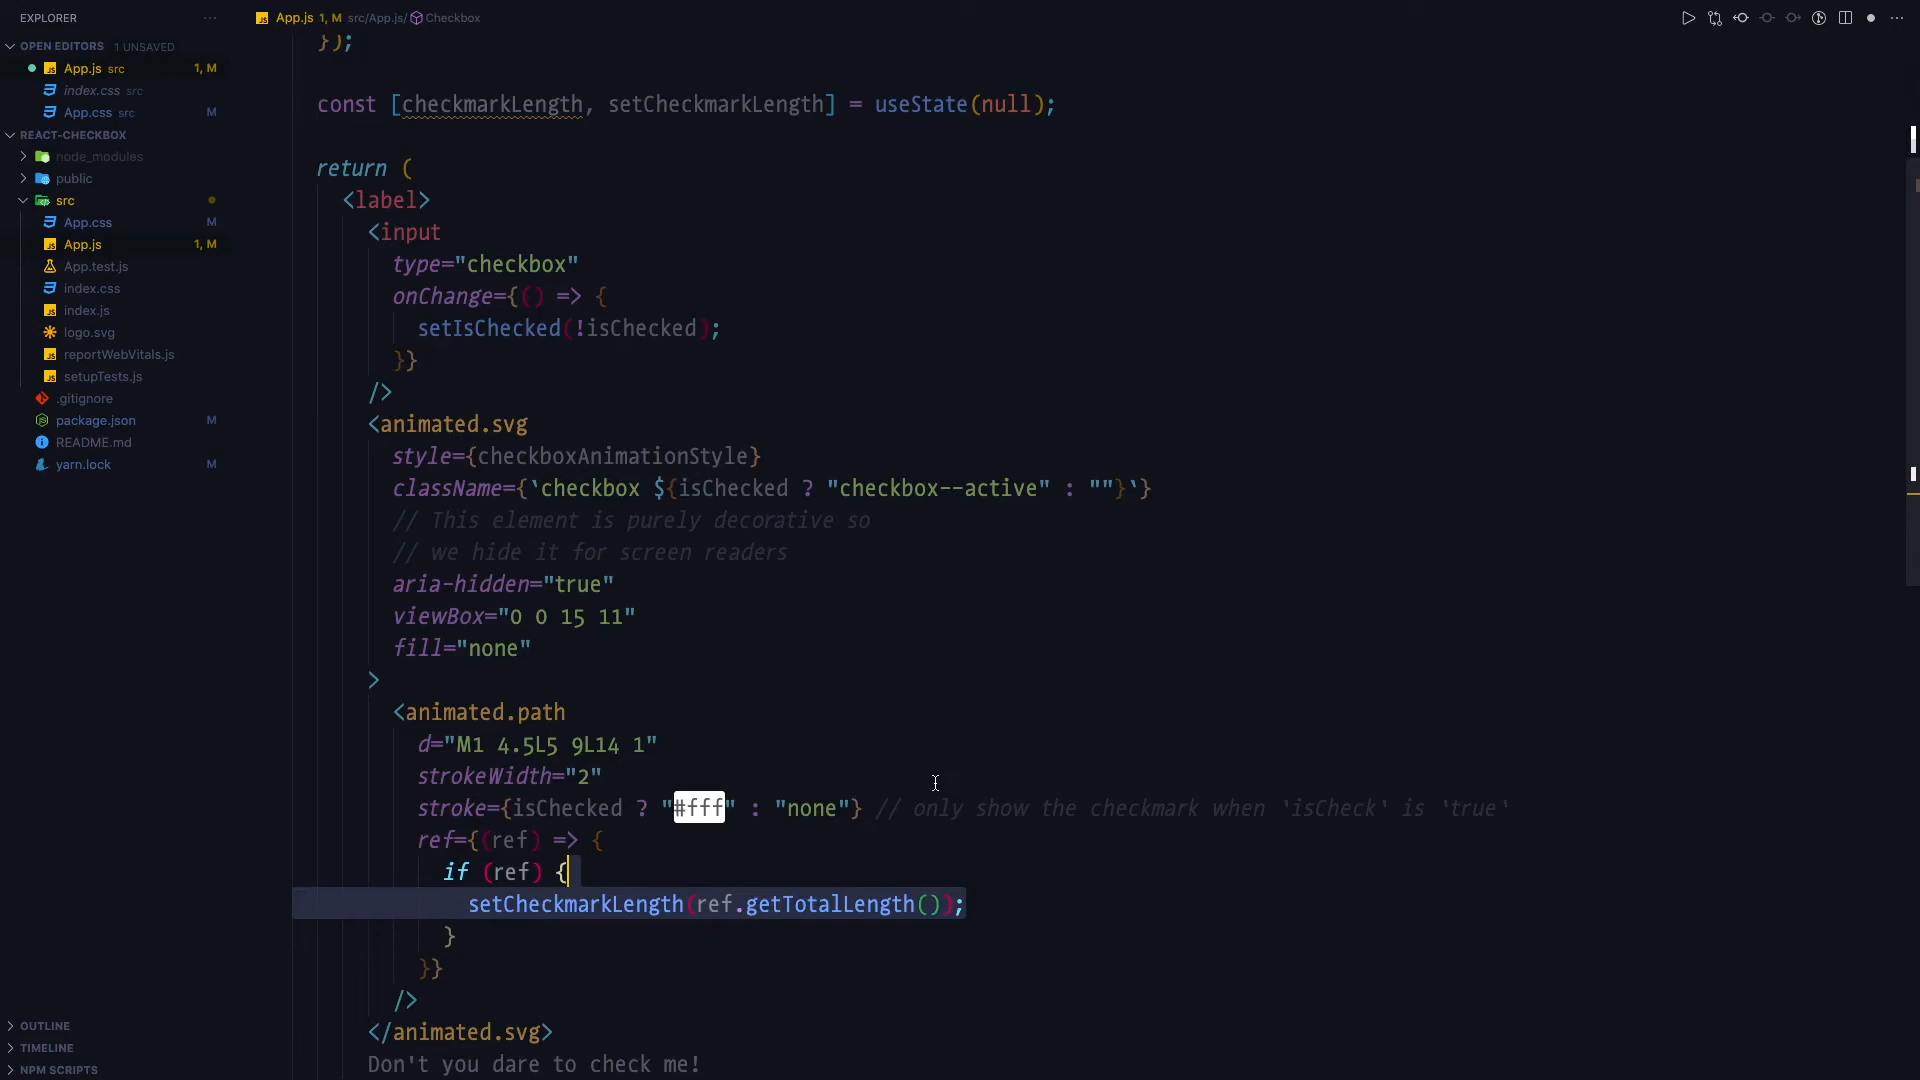 EXPLORER
App.js 1, M src/App.js/ Checkbox
OPEN EDITORS 1 UNSAVED
App.js src 1, M
index.css src
App.css src M
REACT-CHECKBOX
node_modules
public
src
App.css M
App.js 1, M
App.test.js
index.css
index.js
logo.svg
reportWebVitals.js
setupTests.js
.gitignore
package.json M
README.md
yarn.lock M
OUTLINE
TIMELINE
NPM SCRIPTS
});
const [checkmarkLength, setCheckmarkLength] = useState(null);
return (
<label>
<input
type="checkbox"
onChange={() => {
setIsChecked(!isChecked);
}}
/>
<animated.svg
style={checkboxAnimationStyle}
className={`checkbox ${isChecked ? "checkbox--active" : ""}`}
// This element is purely decorative so
// we hide it for screen readers
aria-hidden="true"
viewBox="0 0 15 11"
fill="none"
>
<animated.path
d="M1 4.5L5 9L14 1"
strokeWidth="2"
stroke={isChecked ? "#fff" : "none"} // only show the checkmark when `isCheck` is `true`
ref={(ref) => {
if (ref) {
setCheckmarkLength(ref.getTotalLength());
}
}}
/>
</animated.svg>
Don't you dare to check me!